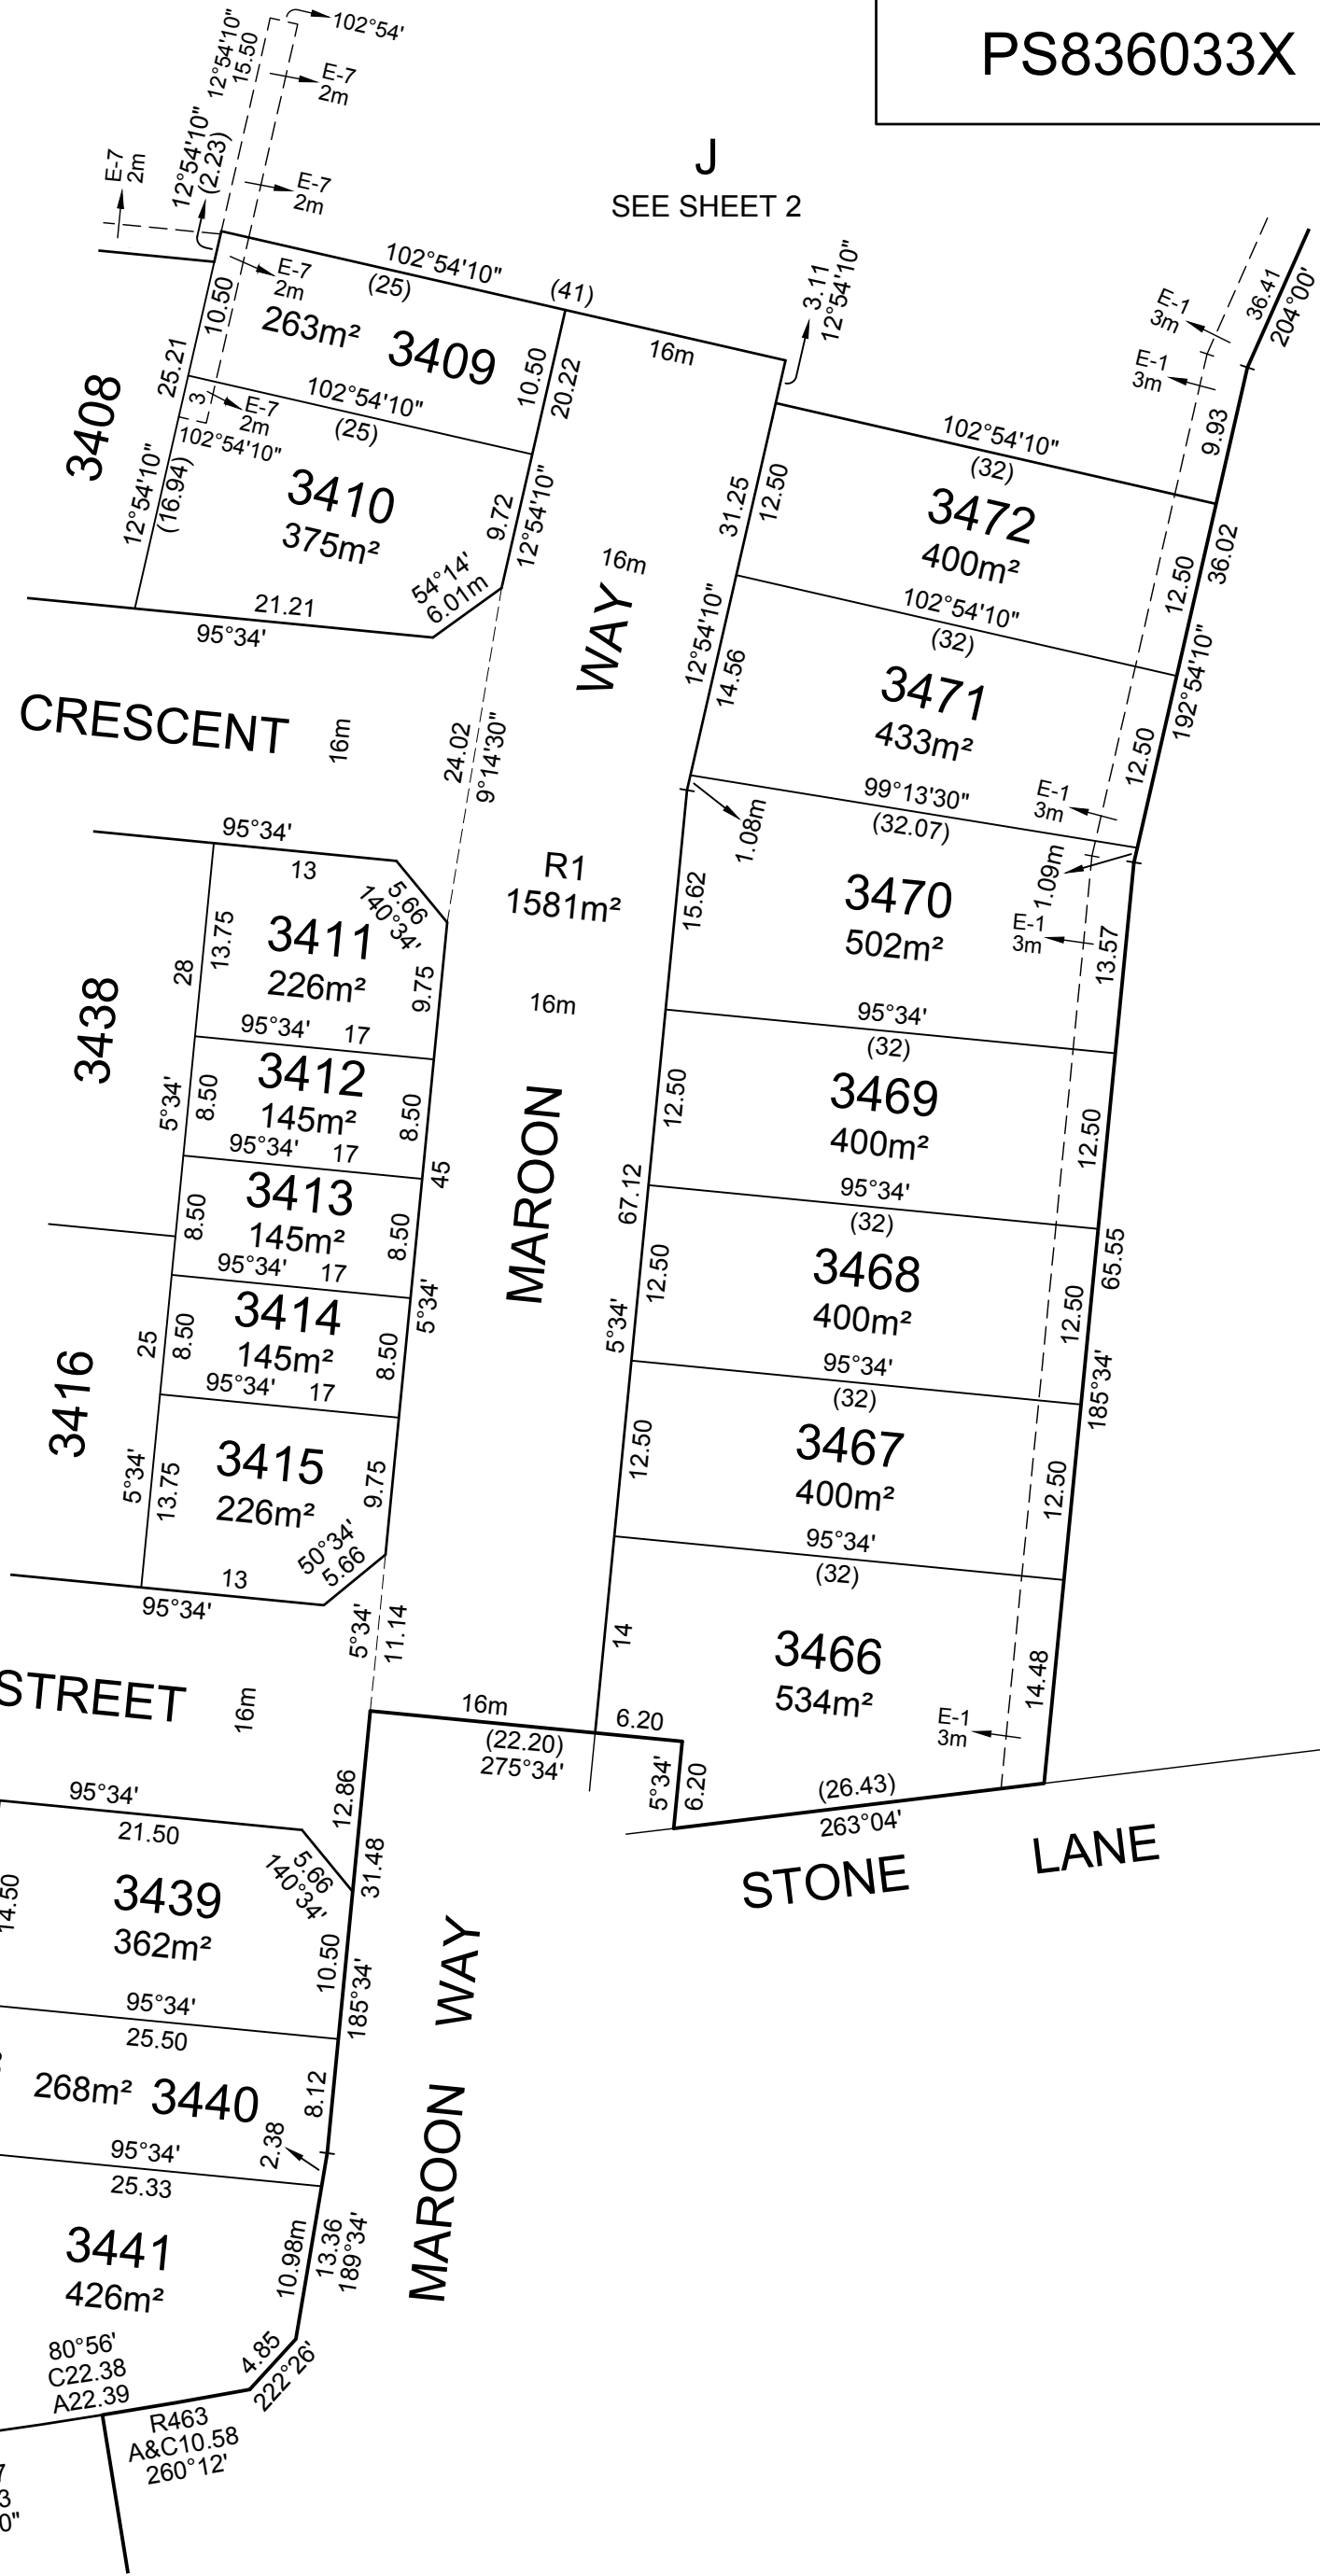 PS836033X
J
SEE SHEET 2
102°54'
12°54'10"
15.50
E-7
2m
E-7
2m
12°54'10"
(2.23)
E-7
2m
102°54'10"
(25)
(41)
16m
3.11
12°54'10"
36.41
204°00'
E-1
3m
E-1
3m
9.93
E-7
2m
10.50
263m² 3409
10.50
20.22
25.21
3408
102°54'10"
(25)
3
E-7
2m
102°54'10"
12°54'10"
(16.94)
3410
375m²
9.72
12°54'10"
54°14'
6.01m
21.21
95°34'
102°54'10"
(32)
3472
400m²
31.25
12.50
12.50
36.02
16m
WAY
102°54'10"
(32)
12°54'10"
14.56
3471
433m²
192°54'10"
12.50
CRESCENT
16m
24.02
9°14'30"
99°13'30"
(32.07)
E-1
3m
1.08m
1.09m
95°34'
13
5.66
140°34'
R1
1581m²
15.62
3470
502m²
E-1
3m
13.57
3411
226m²
13.75
28
9.75
3438
16m
95°34' 17
95°34'
(32)
3412
145m²
5°34'
8.50
8.50
3469
400m²
12.50
12.50
95°34' 17
45
MAROON
3413
145m²
8.50
8.50
67.12
95°34'
(32)
65.55
3468
400m²
12.50
12.50
95°34' 17
5°34'
5°34'
3414
145m²
25
8.50
8.50
3416
95°34' 17
95°34'
(32)
185°34'
3467
400m²
12.50
12.50
3415
226m²
5°34'
13.75
9.75
50°34'
5.66
13
95°34'
95°34'
(32)
5°34'
11.14
14
3466
534m²
14.48
E-1
3m
STREET
16m
16m
(22.20)
275°34'
6.20
5°34'
6.20
(26.43)
263°04'
STONE
LANE
95°34'
21.50
12.86
31.48
5.66
140°34'
14.50
3439
362m²
10.50
185°34'
WAY
95°34'
25.50
268m² 3440
8.12
2.38
MAROON
95°34'
25.33
3441
426m²
10.98m
13.36
189°34'
80°56'
C22.38
A22.39
4.85
222°26'
R463
A&C10.58
260°12'
7
3
0"